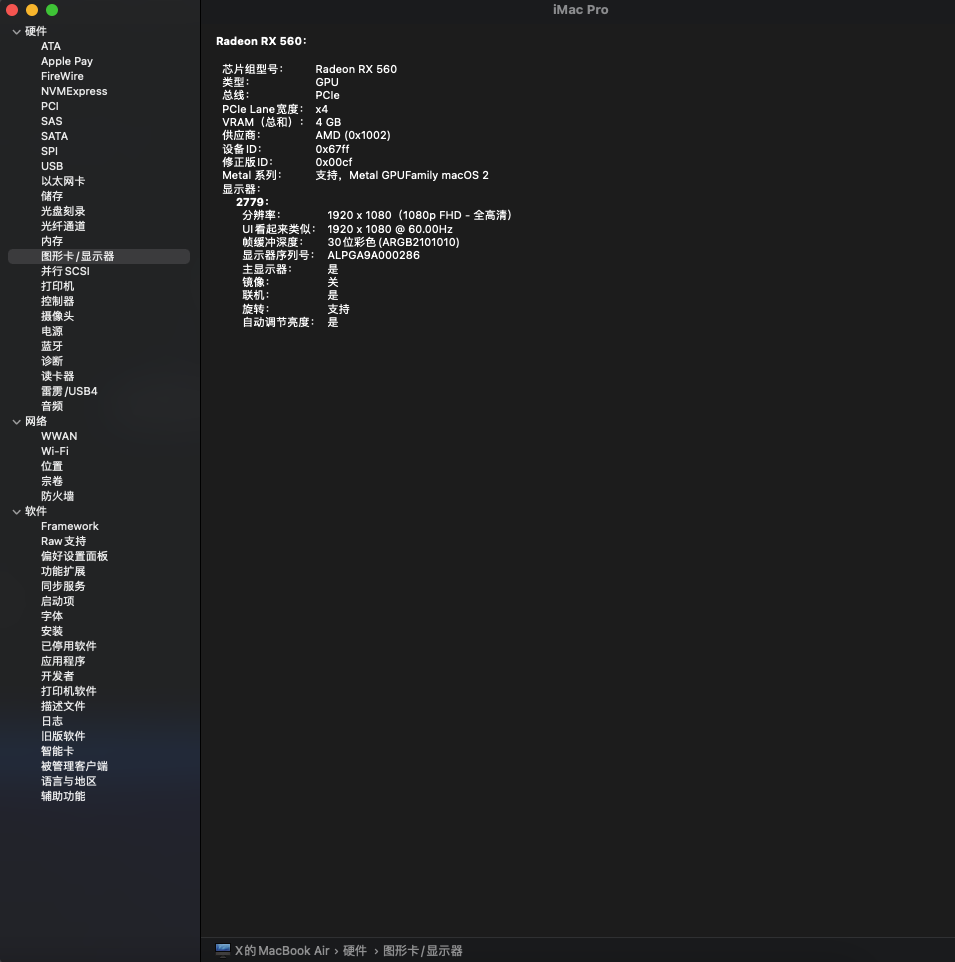 iMac Pro
硬件
ATA
Apple Pay
FireWire
NVMExpress
PCI
SAS
SATA
SPI
USB
以太网卡
储存
光盘刻录
光纤通道
内存
图形卡/显示器
并行SCSI
打印机
控制器
摄像头
电源
蓝牙
诊断
读卡器
雷雳/USB4
音频
网络
WWAN
Wi-Fi
位置
宗卷
防火墙
软件
Framework
Raw支持
偏好设置面板
功能扩展
同步服务
启动项
字体
安装
已停用软件
应用程序
开发者
打印机软件
描述文件
日志
旧版软件
智能卡
被管理客户端
语言与地区
辅助功能
Radeon RX 560：
芯片组型号： Radeon RX 560
类型： GPU
总线： PCIe
PCIe Lane宽度： x4
VRAM（总和）： 4 GB
供应商： AMD (0x1002)
设备ID： 0x67ff
修正版ID： 0x00cf
Metal 系列： 支持，Metal GPUFamily macOS 2
显示器：
2779：
分辨率： 1920 x 1080（1080p FHD - 全高清）
UI看起来类似： 1920 x 1080 @ 60.00Hz
帧缓冲深度： 30位彩色 (ARGB2101010)
显示器序列号： ALPGA9A000286
主显示器： 是
镜像： 关
联机： 是
旋转： 支持
自动调节亮度： 是
X的MacBook Air › 硬件 › 图形卡/显示器